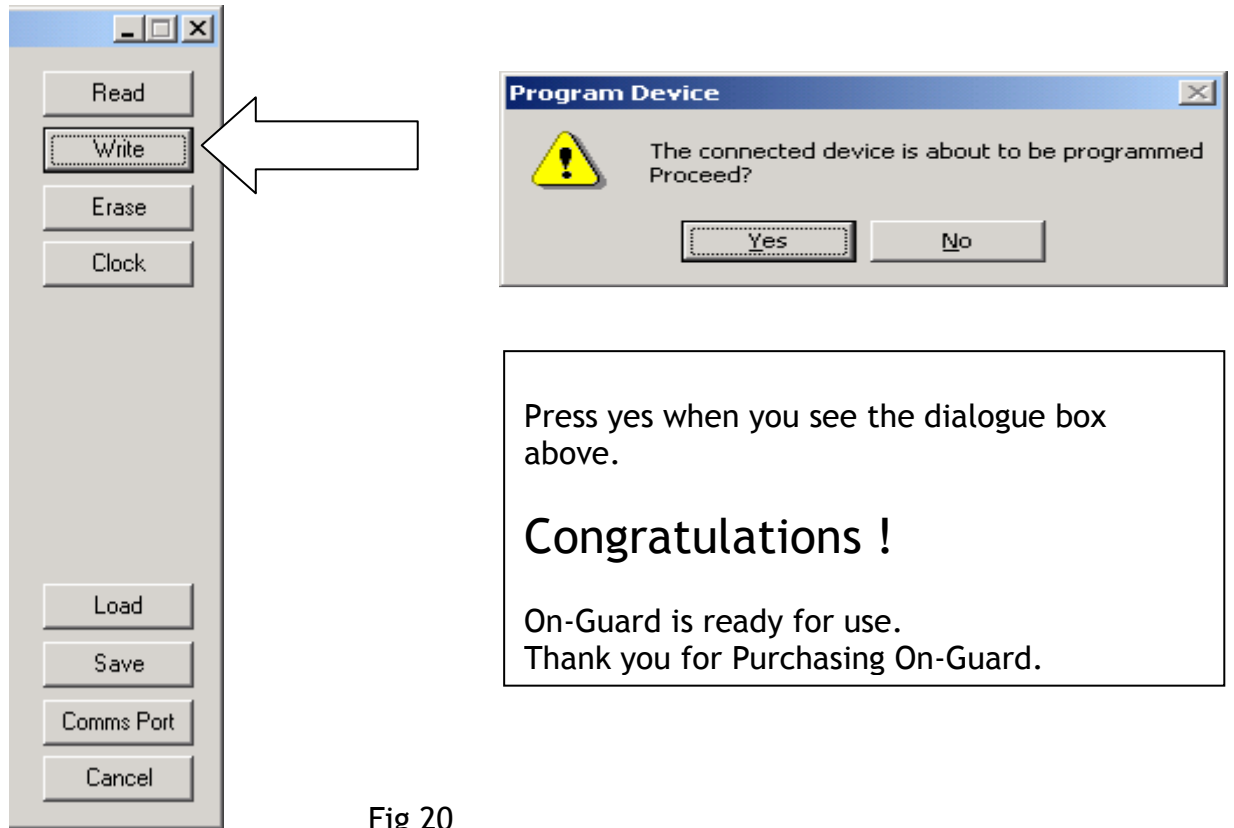 Read
Write
Erase
Clock
Load
Save
Comms Port
Cancel
Program Device
The connected device is about to be programmed
Proceed?
Yes
No
Press yes when you see the dialogue box
above.
Congratulations !
On-Guard is ready for use.
Thank you for Purchasing On-Guard.
Fig 20